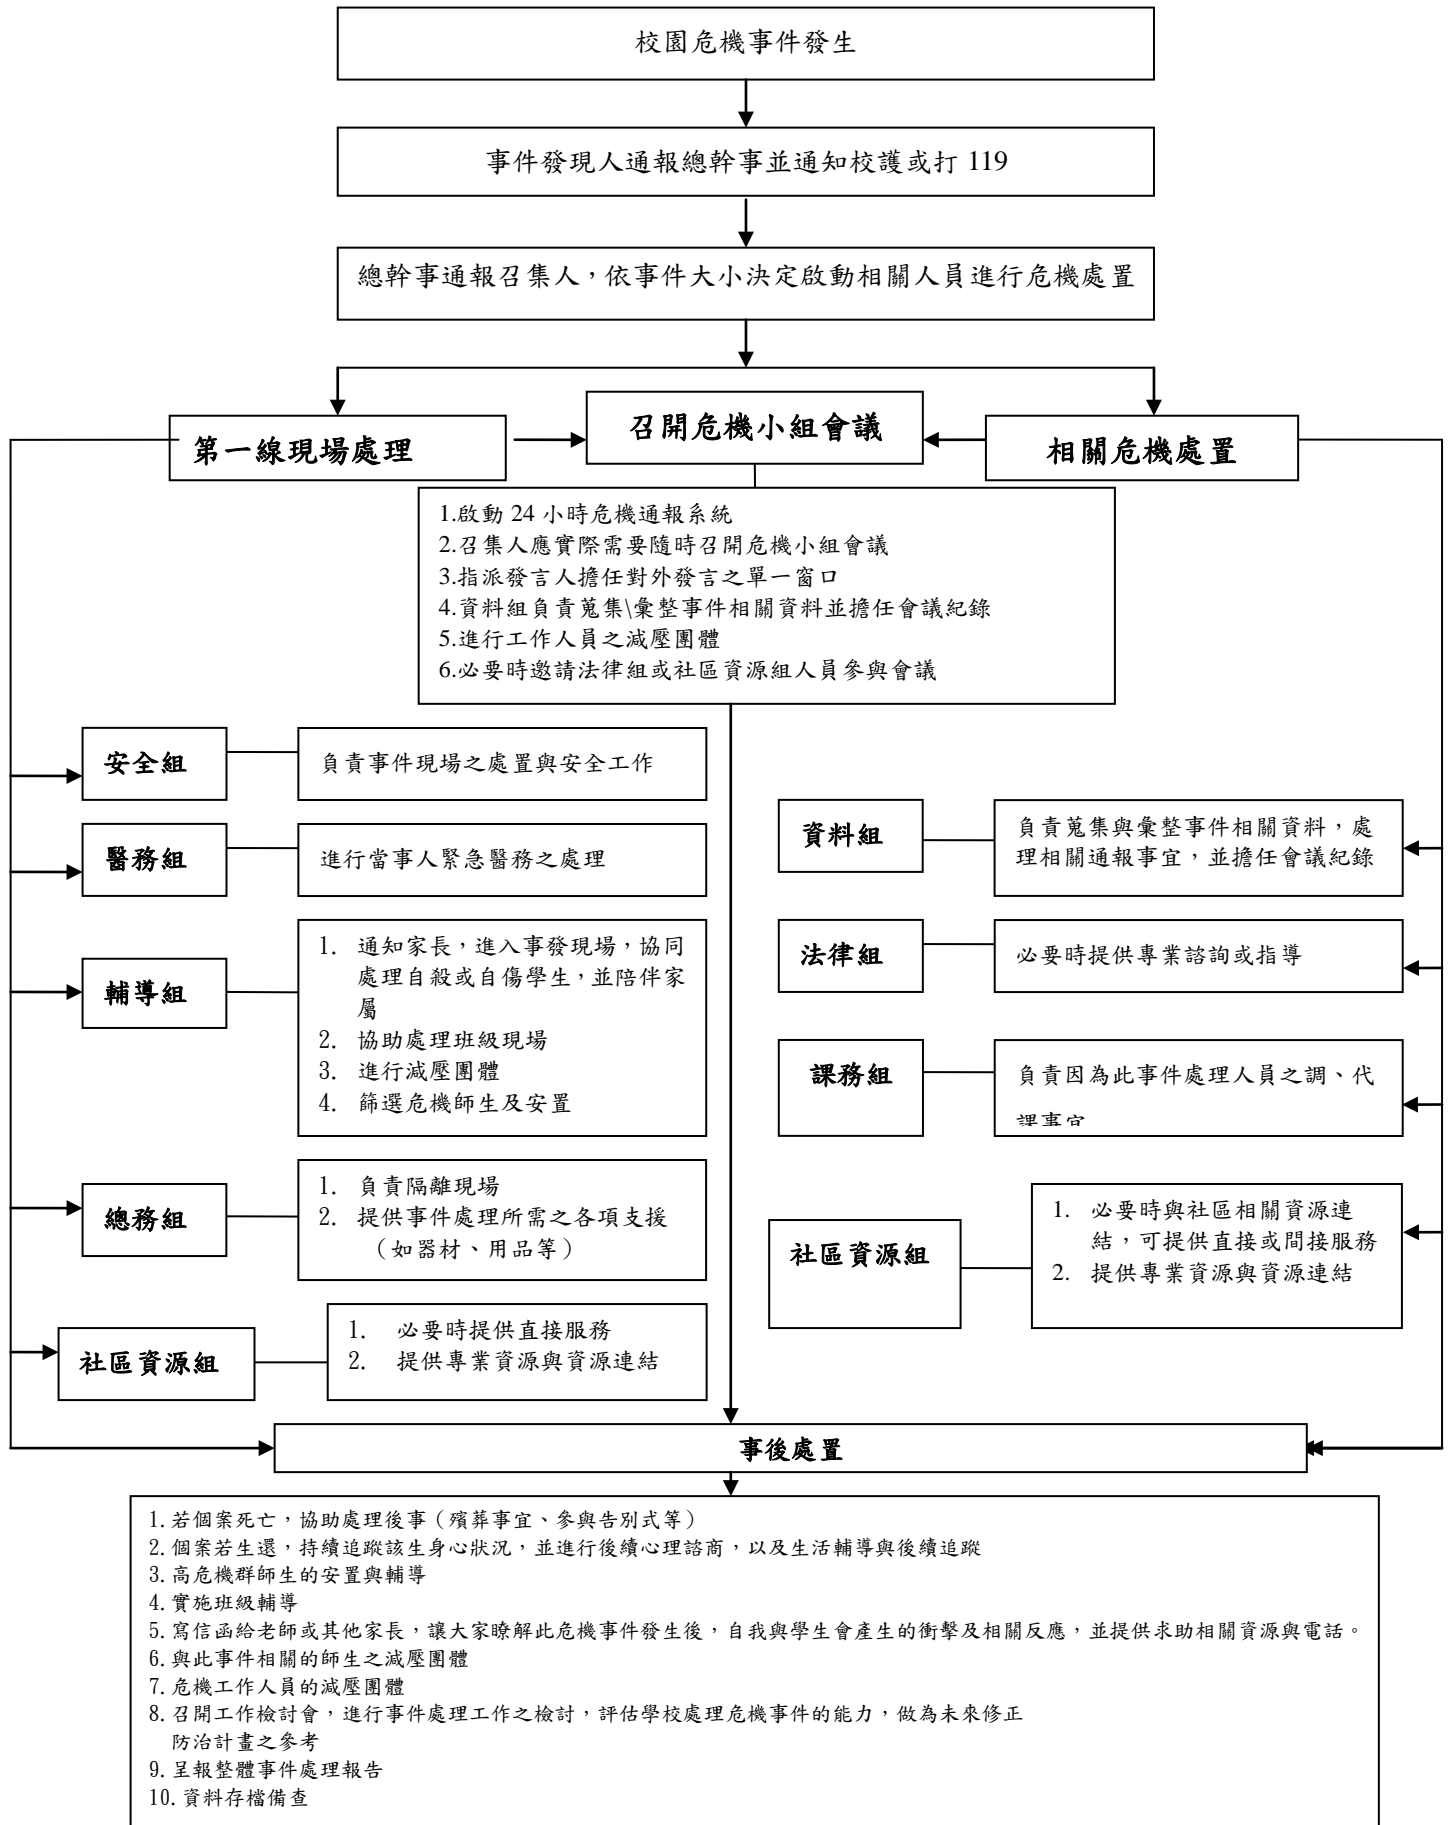 校園危機事件發生
事件發現人通報總幹事並通知校護或打 119
總幹事通報召集人，依事件大小決定啟動相關人員進行危機處置
第一線現場處理
召開危機小組會議
相關危機處置
1.啟動 24 小時危機通報系統
2.召集人應實際需要隨時召開危機小組會議
3.指派發言人擔任對外發言之單一窗口
4.資料組負責蒐集\彙整事件相關資料並擔任會議紀錄
5.進行工作人員之減壓團體
6.必要時邀請法律組或社區資源組人員參與會議
安全組
負責事件現場之處置與安全工作
醫務組
進行當事人緊急醫務之處理
輔導組
1. 通知家長，進入事發現場，協同
處理自殺或自傷學生，並陪伴家
屬
2. 協助處理班級現場
3. 進行減壓團體
4. 篩選危機師生及安置
總務組
1. 負責隔離現場
2. 提供事件處理所需之各項支援
（如器材、用品等）
社區資源組
1. 必要時提供直接服務
2. 提供專業資源與資源連結
資料組
負責蒐集與彙整事件相關資料，處
理相關通報事宜，並擔任會議紀錄
法律組
必要時提供專業諮詢或指導
課務組
負責因為此事件處理人員之調、代
課事宜
社區資源組
1. 必要時與社區相關資源連
結，可提供直接或間接服務
2. 提供專業資源與資源連結
事後處置
1.若個案死亡，協助處理後事（殯葬事宜、參與告別式等）
2.個案若生還，持續追蹤該生身心狀況，並進行後續心理諮商，以及生活輔導與後續追蹤
3.高危機群師生的安置與輔導
4.實施班級輔導
5.寫信函給老師或其他家長，讓大家瞭解此危機事件發生後，自我與學生會產生的衝擊及相關反應，並提供求助相關資源與電話。
6.與此事件相關的師生之減壓團體
7.危機工作人員的減壓團體
8.召開工作檢討會，進行事件處理工作之檢討，評估學校處理危機事件的能力，做為未來修正
防治計畫之參考
9.呈報整體事件處理報告
10.資料存檔備查